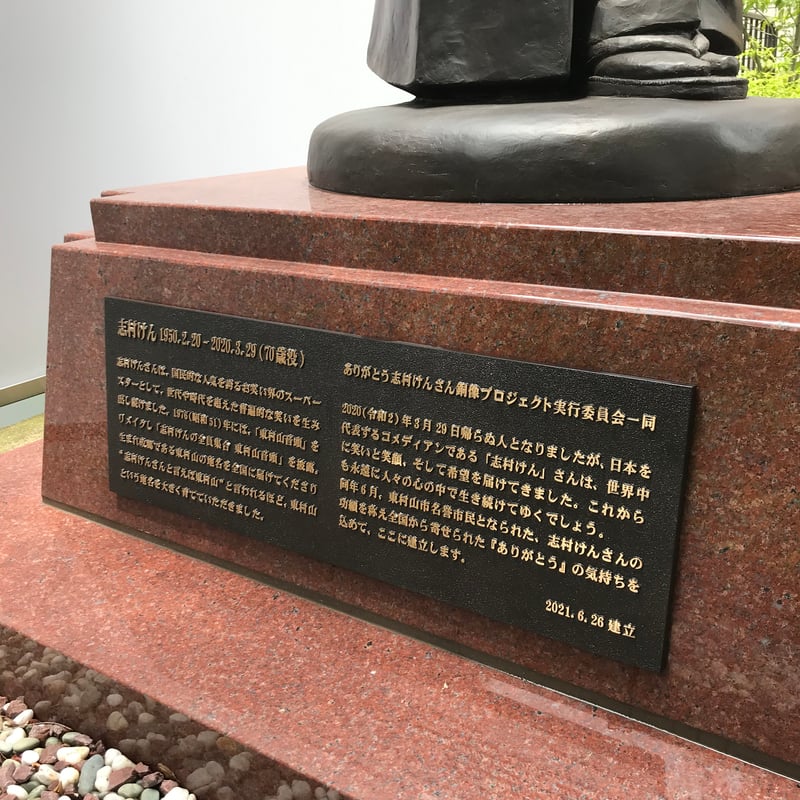 志村けん 1950.2.20～2020.3.29(70歳没)
志村けんさんは、国民的な人気を誇るお笑い界のスーパー
スターとして、世代や時代を超えた普遍的な笑いを生み
出し続けました。1976(昭和51)年には、「東村山音頭」を
リメイクし「志村けんの全員集合 東村山音頭」を披露。
生まれ故郷である東村山の地名を全国に届けてくださり
“志村けんさんと言えば東村山”と言われるほど、東村山
という地名を大きく育てていただきました。
ありがとう志村けんさん銅像プロジェクト実行委員会一同
2020(令和2)年3月29日帰らぬ人となりましたが、日本を
代表するコメディアンである「志村けん」さんは、世界中
に笑いと笑顔、そして希望を届けてきました。これから
も永遠に人々の心の中で生き続けてゆくでしょう。
同年6月、東村山市名誉市民となられた、志村けんさんの
功績を称え全国から寄せられた『ありがとう』の気持ちを
込めて、ここに建立します。
2021.6.26 建立